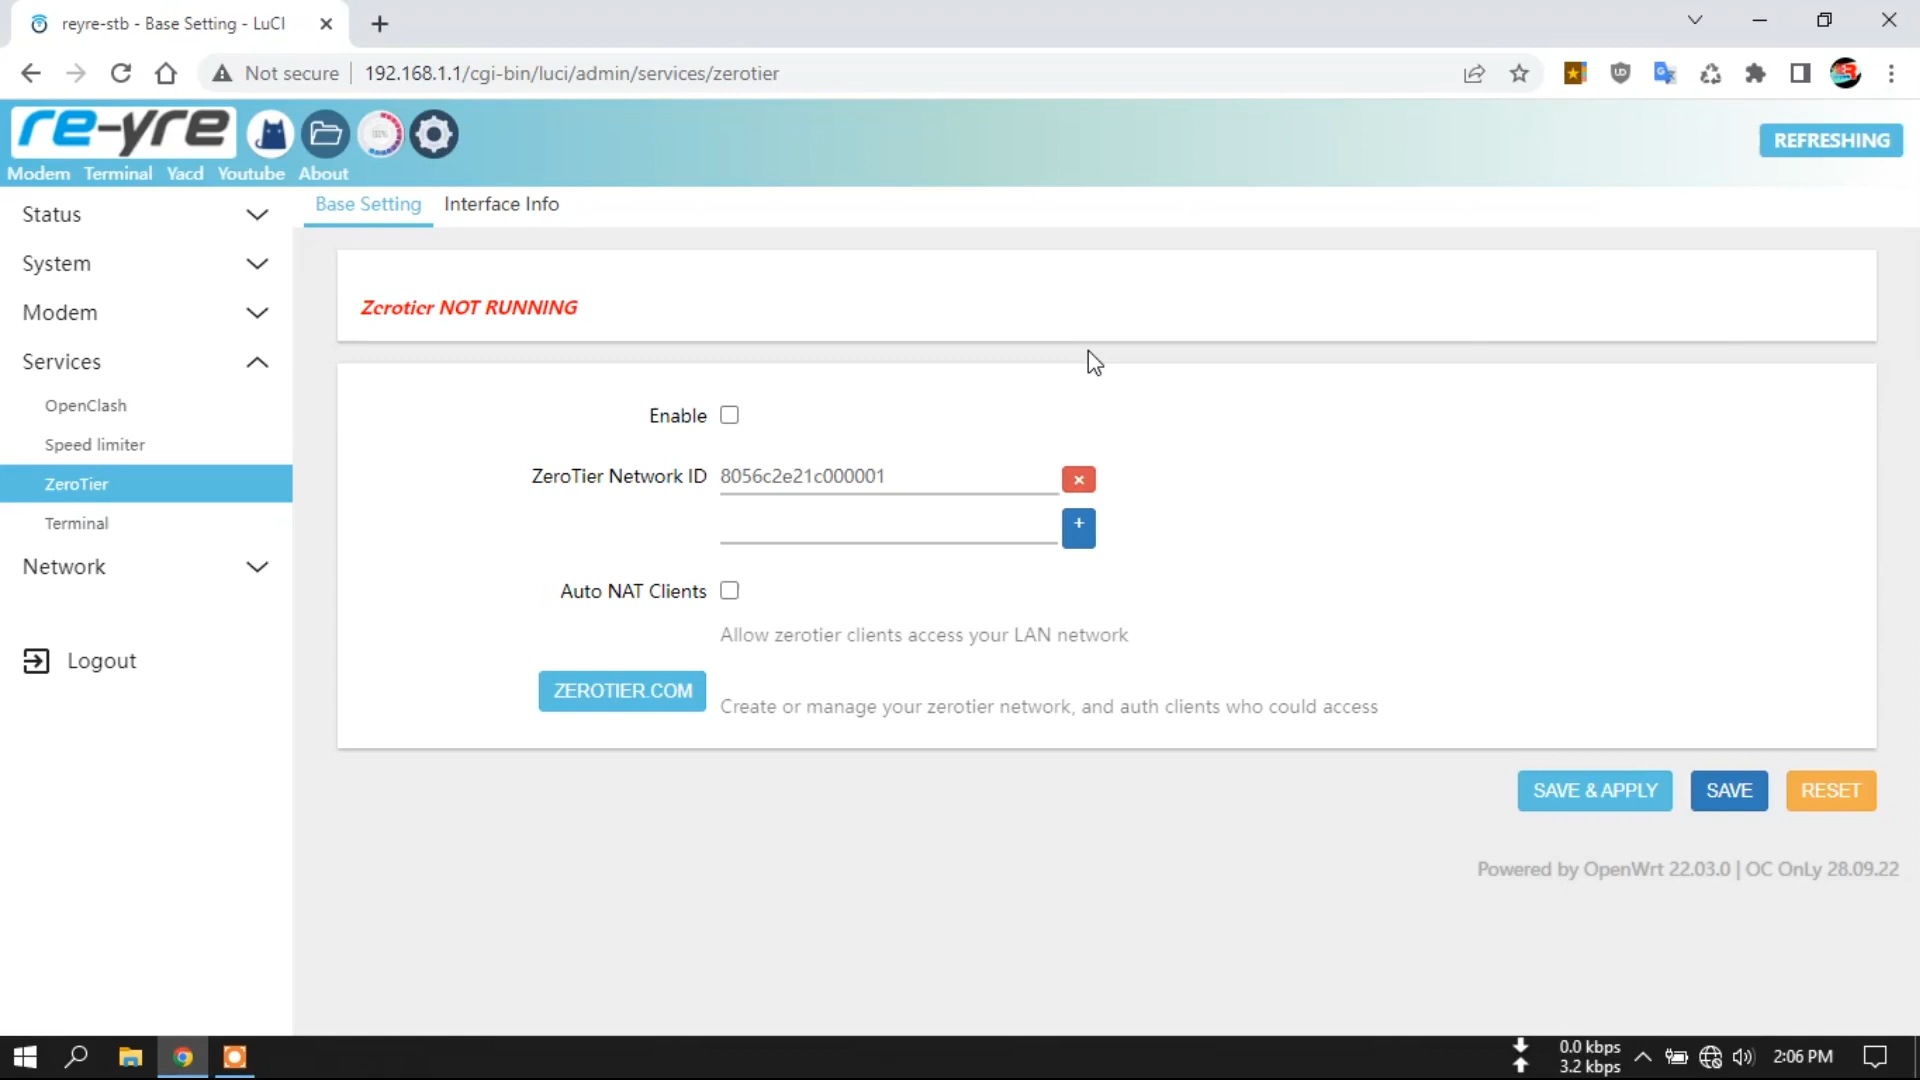 reyre-stb - Base Setting - LuCI
Not secure
192.168.1.1/cgi-bin/luci/admin/services/zerotier
re-yre
REFRESHING
Modem Terminal Yacd Youtube About
Status
System
Modem
Services
OpenClash
Speed limiter
ZeroTier
Terminal
Network
Logout
Base Setting
Interface Info
Zerotier NOT RUNNING
Enable
ZeroTier Network ID
8056c2e21c000001
×
+
Auto NAT Clients
Allow zerotier clients access your LAN network
ZEROTIER.COM
Create or manage your zerotier network, and auth clients who could access
SAVE & APPLY
SAVE
RESET
Powered by OpenWrt 22.03.0 | OC OnLy 28.09.22
0.0 kbps
3.2 kbps
2:06 PM